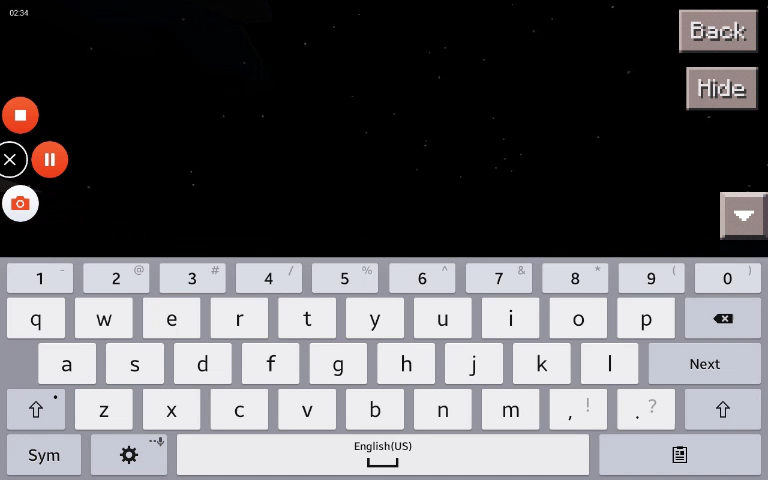 02:34
Back
Hide
1 - 2 @ 3 # 4 / 5 % 6 ^ 7 & 8 * 9 ( 0 )
q w e r t y u i o p
a s d f g h j k l Next
z x c v b n m , ! . ?
Sym English(US)